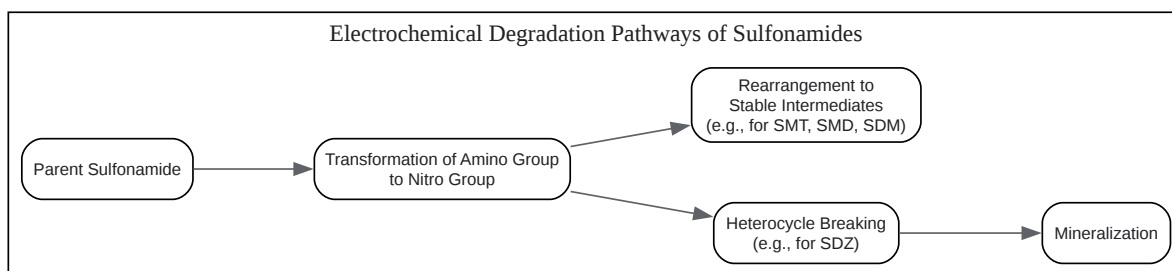 Electrochemical Degradation Pathways of Sulfonamides
Parent Sulfonamide
Transformation of Amino Group
to Nitro Group
Rearrangement to
Stable Intermediates
(e.g., for SMT, SMD, SDM)
Heterocycle Breaking
(e.g., for SDZ)
Mineralization